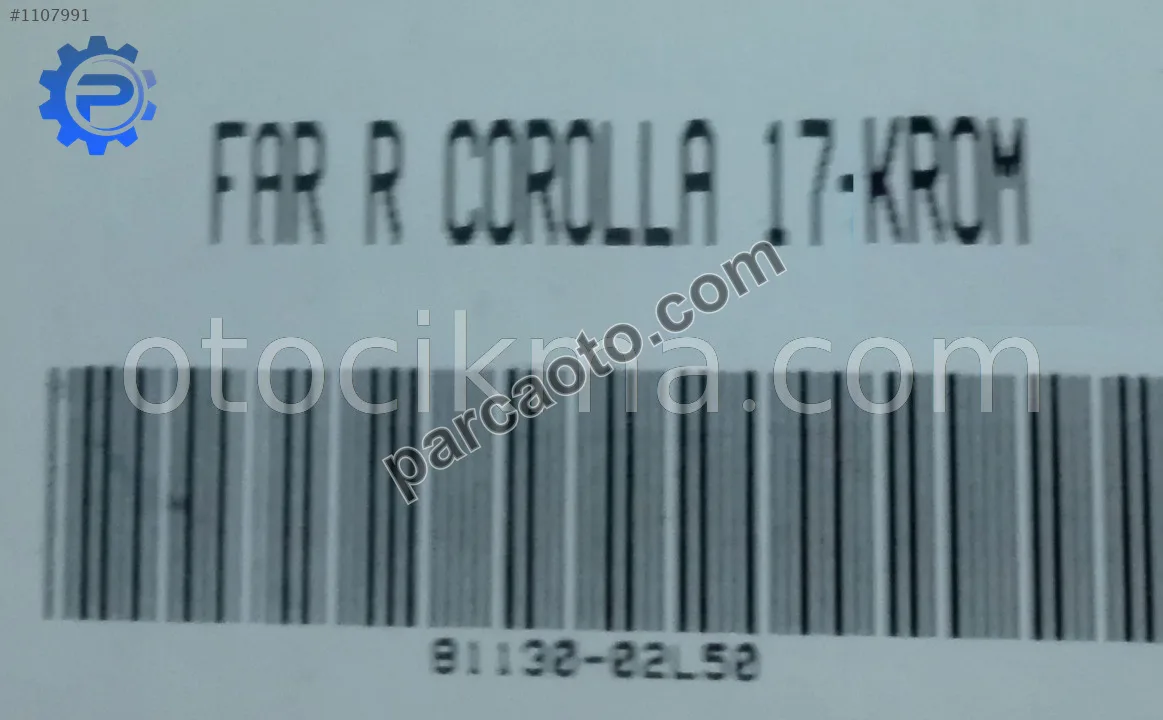 #1107991
P
FAR R COROLLA 17-KROM
parcaoto.com
otocikma.com
81130-02L50